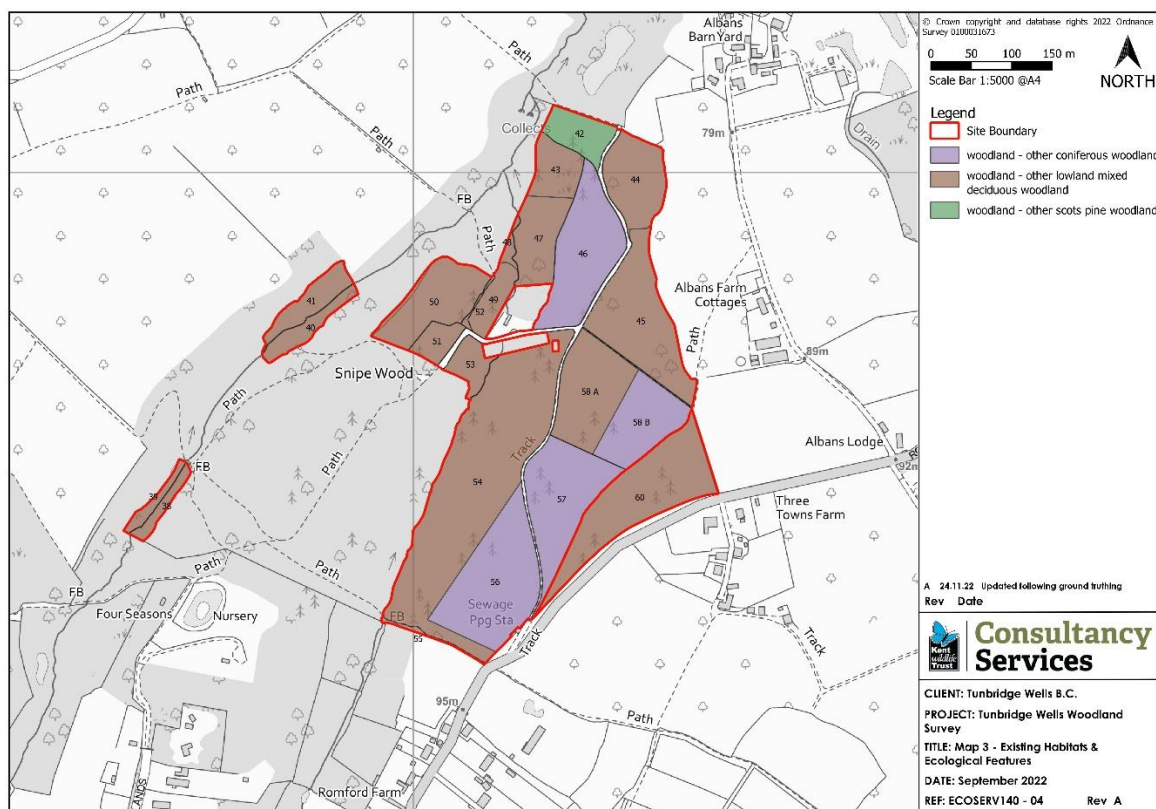 Albans
Barn Yard
Path
Path
Path
79m
Drain
Collects
42
43
44
FB
Path
48
47
46
41
50
49
40
52
45
Albans Farm
Cottages
Path
51
53
89m
Snipe Wood
Path
58 A
58 B
Albans Lodge
92m
Track
FB
Path
39
38
54
57
60
Three
Towns Farm
Path
Path
56
FB
Four Seasons
Nursery
Sewage
Ppg Sta
FB
55
Track
Track
95m
Path
Romford Farm
ANDS
© Crown copyright and database rights 2022 Ordnance
Survey 0100031673
0 50 100 150 m
Scale Bar 1:5000 @A4
NORTH
Legend
Site Boundary
woodland - other coniferous woodland
woodland - other lowland mixed
deciduous woodland
woodland - other scots pine woodland
A 24.11.22 Updated following ground truthing
Rev Date
Kent
Wildlife
Trust
Consultancy
Services
CLIENT: Tunbridge Wells B.C.
PROJECT: Tunbridge Wells Woodland
Survey
TITLE: Map 3 - Existing Habitats &
Ecological Features
DATE: September 2022
REF: ECOSERV140 - 04 Rev A